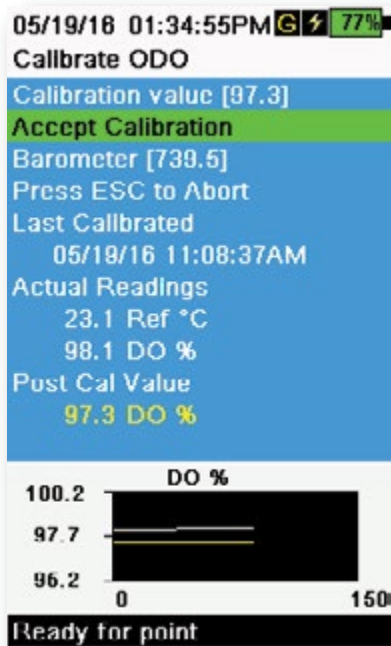 05/19/16 01:34:55PM G 77%
Calibrate ODO
Calibration value [97.3]
Accept Calibration
Barometer [739.5]
Press ESC to Abort
Last Calibrated
05/19/16 11:08:37AM
Actual Readings
23.1 Ref °C
98.1 DO %
Post Cal Value
97.3 DO %
DO %
100.2
97.7
96.2
0 150
Ready for point